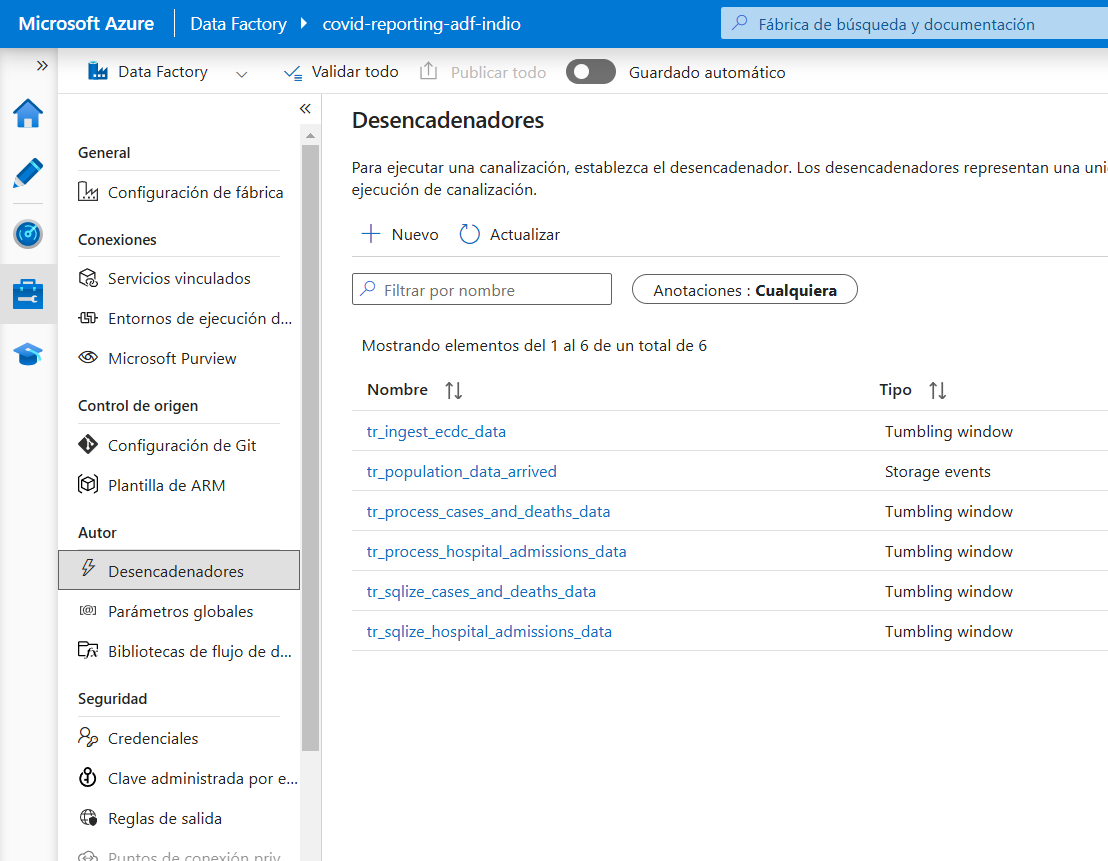 Microsoft Azure
Data Factory
covid-reporting-adf-indio
Fábrica de búsqueda y documentación
Data Factory
Validar todo
Publicar todo
Guardado automático
General
Configuración de fábrica
Conexiones
Servicios vinculados
Entornos de ejecución d...
Microsoft Purview
Control de origen
Configuración de Git
Plantilla de ARM
Autor
Desencadenadores
Parámetros globales
Bibliotecas de flujo de d...
Seguridad
Credenciales
Clave administrada por e...
Reglas de salida
Puntos de conexión priv
Desencadenadores
Para ejecutar una canalización, establezca el desencadenador. Los desencadenadores representan una uni
ejecución de canalización.
Nuevo
Actualizar
Filtrar por nombre
Anotaciones : Cualquiera
Mostrando elementos del 1 al 6 de un total de 6
Nombre Tipo
tr_ingest_ecdc_data Tumbling window
tr_population_data_arrived Storage events
tr_process_cases_and_deaths_data Tumbling window
tr_process_hospital_admissions_data Tumbling window
tr_sqlize_cases_and_deaths_data Tumbling window
tr_sqlize_hospital_admissions_data Tumbling window